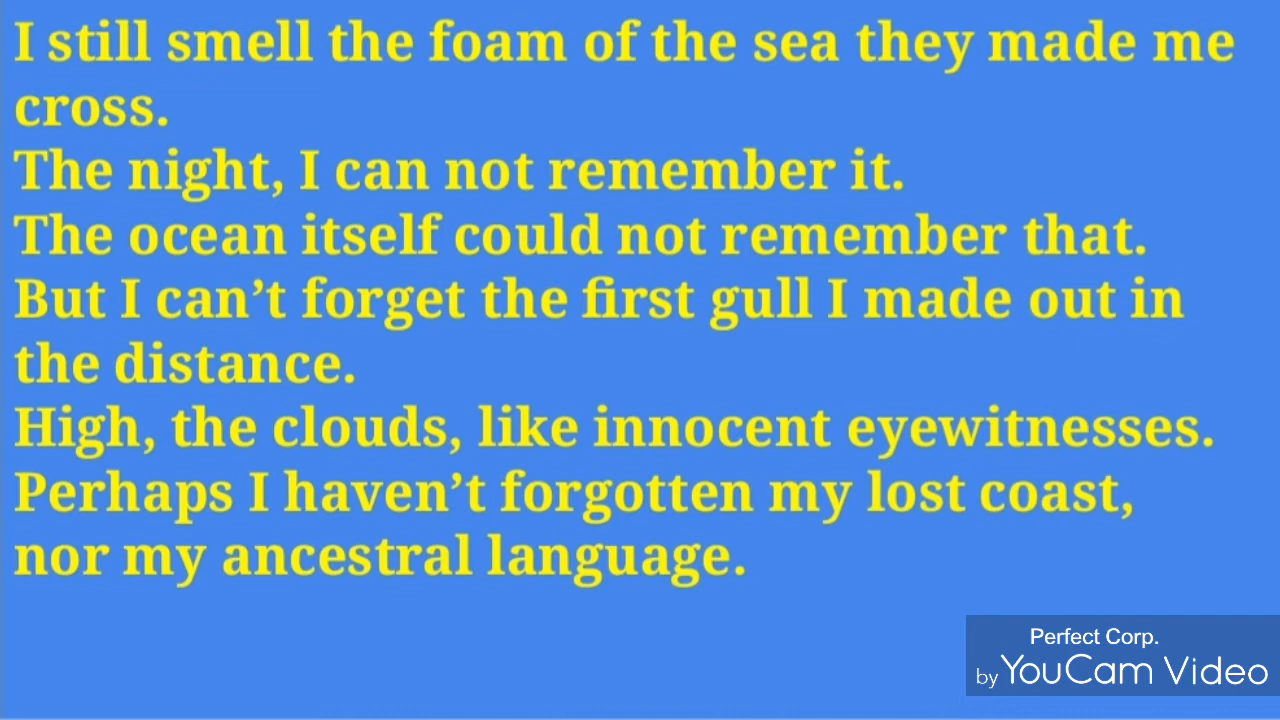 I still smell the foam of the sea they made me
cross.
The night, I can not remember it.
The ocean itself could not remember that.
But I can’t forget the first gull I made out in
the distance.
High, the clouds, like innocent eyewitnesses.
Perhaps I haven’t forgotten my lost coast,
nor my ancestral language.
Perfect Corp.
by YouCam Video